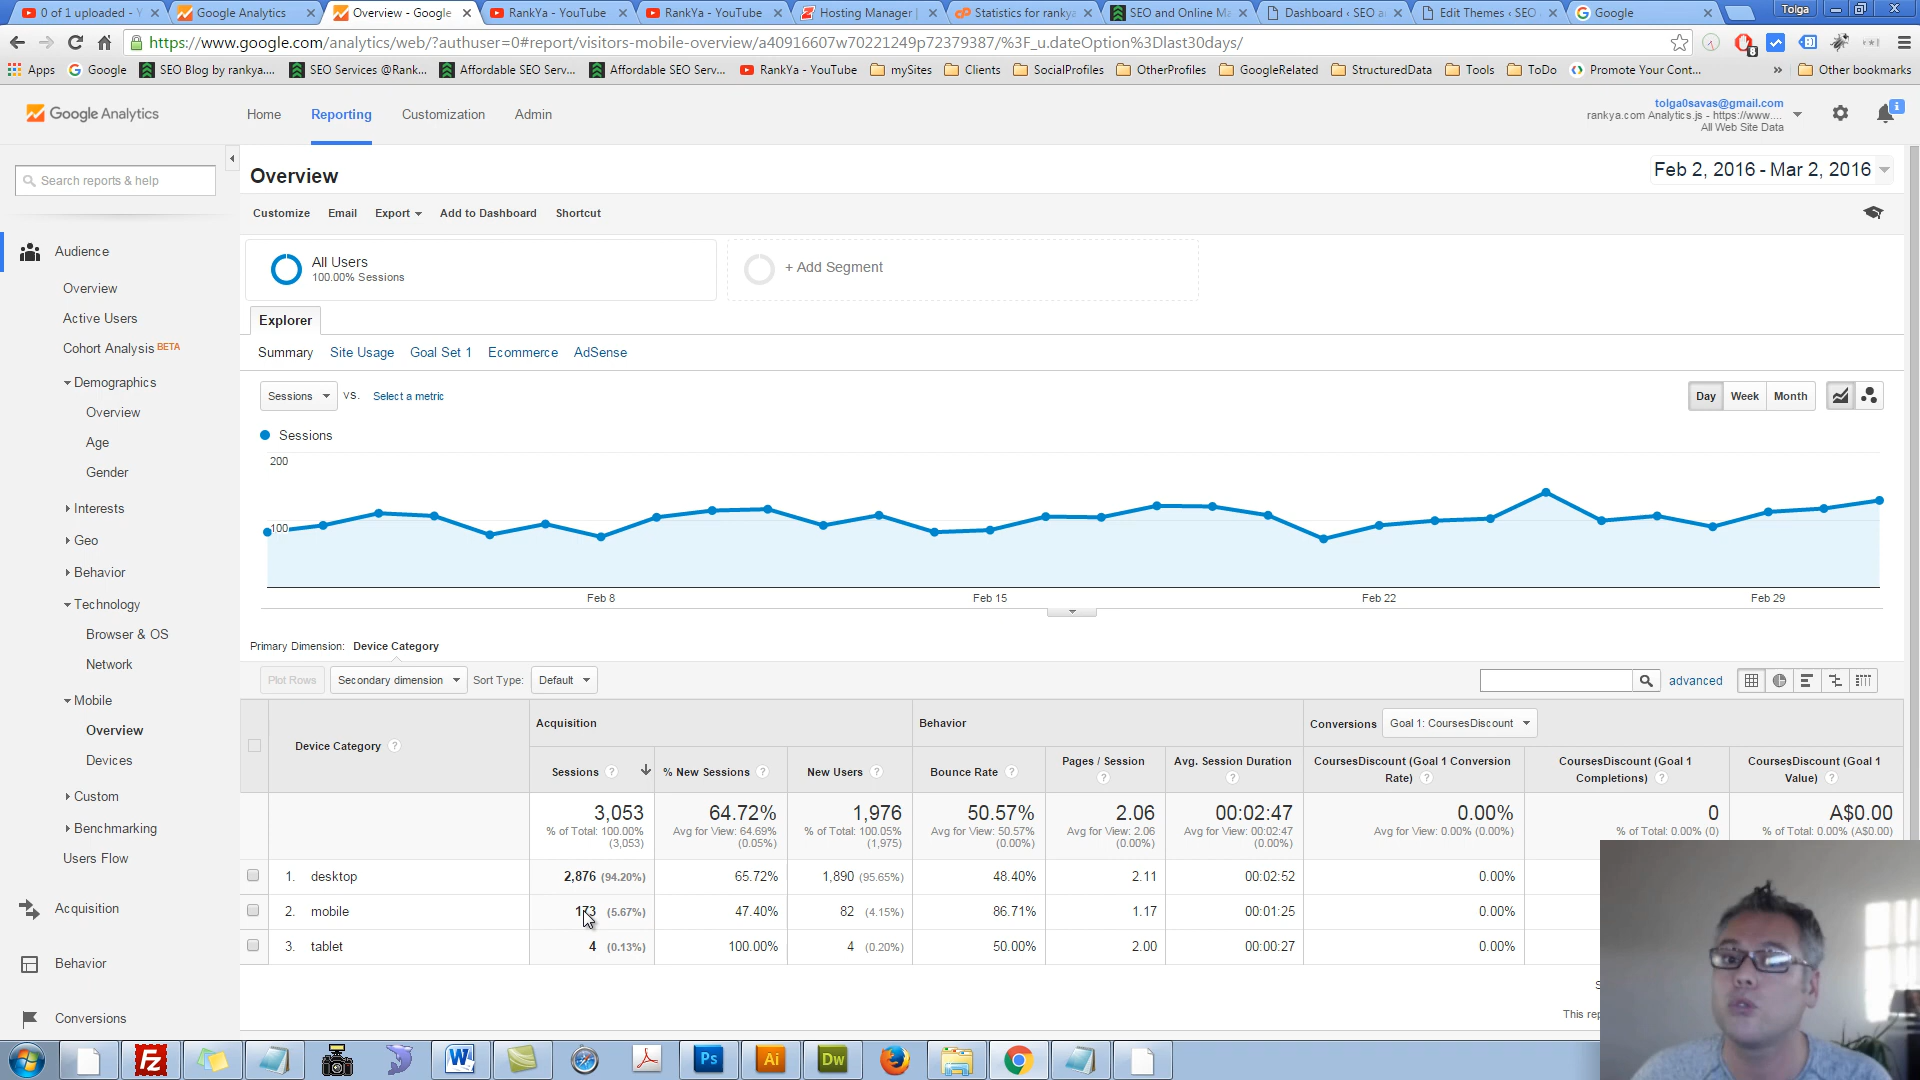 0 of 1 uploaded - Y
Google Analytics
Overview - Google
RankYa - YouTube
RankYa - YouTube
Hosting Manager |
Statistics for rankya
SEO and Online Ma
Dashboard ‹ SEO a
Edit Themes ‹ SEO
Google
Tolga
https://www.google.com/analytics/web/?authuser=0#report/visitors-mobile-overview/a40916607w70221249p72379387/%3F_u.dateOption%3Dlast30days/
8
Apps
Google
SEO Blog by rankya....
SEO Services @Rank...
Affordable SEO Serv...
Affordable SEO Serv...
RankYa - YouTube
mySites
Clients
SocialProfiles
OtherProfiles
GoogleRelated
StructuredData
Tools
ToDo
Promote Your Cont...
»
Other bookmarks
Google Analytics
Home
Reporting
Customization
Admin
tolga0savas@gmail.com
rankya.com Analytics.js - https://www....
All Web Site Data
Search reports & help
Overview
Feb 2, 2016 - Mar 2, 2016
Customize
Email
Export
Add to Dashboard
Shortcut
Audience
Overview
Active Users
Cohort Analysis BETA
Demographics
Overview
Age
Gender
Interests
Geo
Behavior
Technology
Browser & OS
Network
Mobile
Overview
Devices
Custom
Benchmarking
Users Flow
Acquisition
Behavior
Conversions
All Users
100.00% Sessions
+ Add Segment
Explorer
Summary
Site Usage
Goal Set 1
Ecommerce
AdSense
Sessions
VS.
Select a metric
Day
Week
Month
Sessions
200
100
Feb 8
Feb 15
Feb 22
Feb 29
Primary Dimension: Device Category
Plot Rows
Secondary dimension
Sort Type:
Default
advanced
Device Category ?
Acquisition
Behavior
Conversions
Goal 1: CoursesDiscount
Sessions ?
% New Sessions ?
New Users ?
Bounce Rate ?
Pages / Session ?
Avg. Session Duration ?
CoursesDiscount (Goal 1 Conversion
Rate) ?
CoursesDiscount (Goal 1
Completions) ?
CoursesDiscount (Goal 1
Value) ?
3,053
% of Total: 100.00%
(3,053)
64.72%
Avg for View: 64.69%
(0.05%)
1,976
% of Total: 100.05%
(1,975)
50.57%
Avg for View: 50.57%
(0.00%)
2.06
Avg for View: 2.06
(0.00%)
00:02:47
Avg for View: 00:02:47
(0.00%)
0.00%
Avg for View: 0.00% (0.00%)
0
% of Total: 0.00% (0)
A$0.00
% of Total: 0.00% (A$0.00)
1. desktop 2,876 (94.20%) 65.72% 1,890 (95.65%) 48.40% 2.11 00:02:52 0.00%
2. mobile 173 (5.67%) 47.40% 82 (4.15%) 86.71% 1.17 00:01:25 0.00%
3. tablet 4 (0.13%) 100.00% 4 (0.20%) 50.00% 2.00 00:00:27 0.00%
This rep
Fz
W
Ps
Ai
Dw